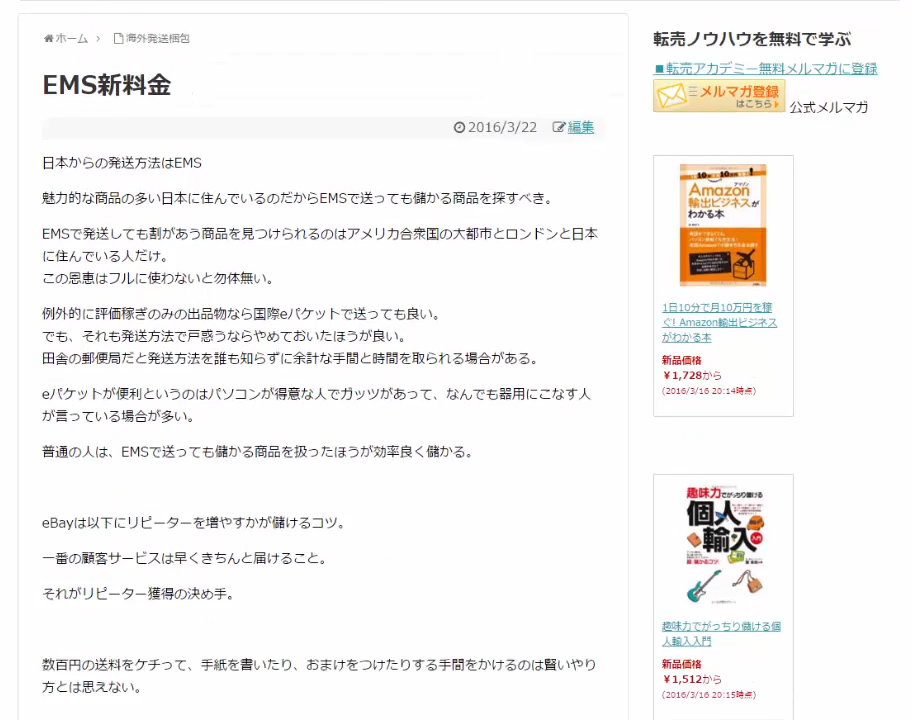 ホーム › 海外発送梱包
EMS新料金
2016/3/22 編集
日本からの発送方法はEMS
魅力的な商品の多い日本に住んでいるのだからEMSで送っても儲かる商品を探すべき。
EMSで発送しても割があう商品を見つけられるのはアメリカ合衆国の大都市とロンドンと日本
に住んでいる人だけ。
この恩恵はフルに使わないと勿体無い。
例外的に評価稼ぎのみの出品物なら国際eパケットで送っても良い。
でも、それも発送方法で戸惑うならやめておいたほうが良い。
田舎の郵便局だと発送方法を誰も知らずに余計な手間と時間を取られる場合がある。
eパケットが便利というのはパソコンが得意な人でガッツがあって、なんでも器用にこなす人
が言っている場合が多い。
普通の人は、EMSで送っても儲かる商品を扱ったほうが効率良く儲かる。
eBayは以下にリピーターを増やすかが儲けるコツ。
一番の顧客サービスは早くきちんと届けること。
それがリピーター獲得の決め手。
数百円の送料をケチって、手紙を書いたり、おまけをつけたりする手間をかけるのは賢いやり
方とは思えない。
転売ノウハウを無料で学ぶ
■転売アカデミー無料メルマガに登録
メルマガ登録
はこちら
公式メルマガ
Amazon
アマゾン
輸出ビジネスが
わかる本
1日10分で月10万円を稼
ぐ! Amazon輸出ビジネス
がわかる本
新品価格
￥1,728から
(2016/3/16 20:14時点)
趣味力でがっちり儲ける
個人
輸入
入門
趣味力でがっちり儲ける個
人輸入入門
新品価格
￥1,512から
(2016/3/16 20:15時点)